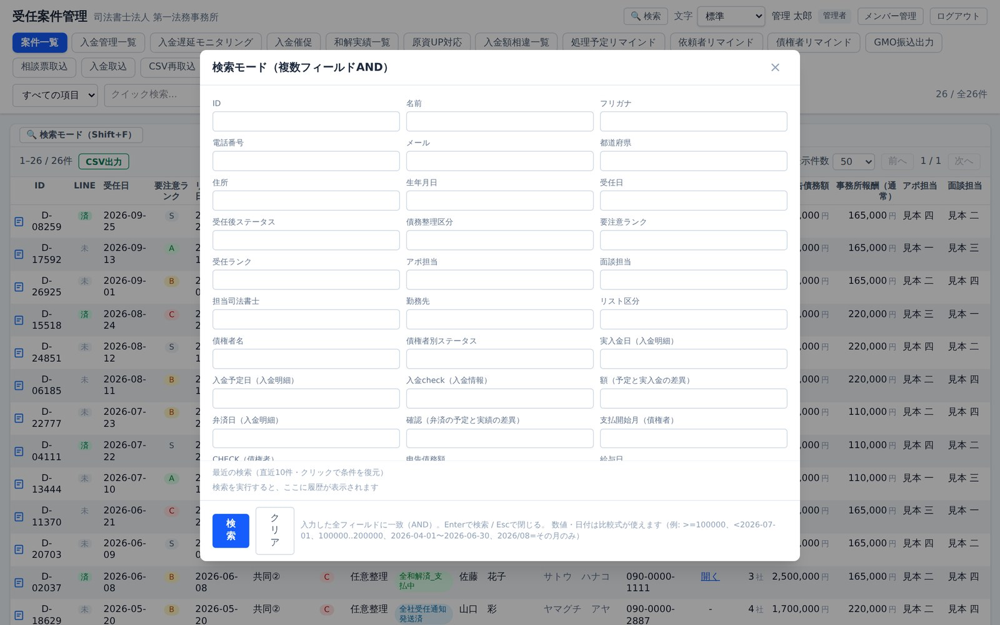 受任案件管理 司法書士法人 第一法務事務所 🔍 検索 文字 標準 管理 太郎 管理者 メンバー管理 ログアウト
案件一覧 入金管理一覧 入金遅延モニタリング 入金催促 和解実績一覧 原資UP対応 入金額相違一覧 処理予定リマインド 依頼者リマインド 債権者リマインド GMO振込出力
相談票取込 入金取込 CSV再取込
すべての項目 クイック検索... 26 / 全26件
🔍 検索モード（Shift+F）
1–26 / 26件 CSV出力 示件数 50 前へ 1 / 1 次へ
ID LINE 受任日 要注意ランク 債務額 事務所報酬（通常） アポ担当 面談担当
D-08259 済 2026-09-25 S ,000円 165,000円 見本 四 見本 二
D-17592 未 2026-09-13 A ,000円 165,000円 見本 一 見本 三
D-26925 未 2026-09-01 B ,000円 165,000円 見本 二 見本 四
D-15518 済 2026-08-24 C ,000円 220,000円 見本 三 見本 一
D-24851 未 2026-08-12 S ,000円 220,000円 見本 四 見本 二
D-06185 未 2026-08-11 B ,000円 220,000円 見本 二 見本 四
D-22777 未 2026-07-23 B ,000円 110,000円 見本 二 見本 四
D-04111 済 2026-07-22 S ,000円 110,000円 見本 四 見本 二
D-13444 未 2026-07-10 A ,000円 110,000円 見本 一 見本 三
D-11370 未 2026-06-21 C ,000円 165,000円 見本 三 見本 一
D-20703 未 2026-06-09 S ,000円 165,000円 見本 四 見本 二
D-02037 済 2026-06-08 B 2026-06-08 共同② C 任意整理 全和解済_支払中 佐藤 花子 サトウ ハナコ 090-0000-1111 開く 3社 2,500,000円 165,000円 見本 二 見本 四
D-18629 未 2026-05-20 B 2026-05-20 共同② C 任意整理 全社受任通知発送済 山口 彩 ヤマグチ アヤ 090-0000-2887 - 4社 1,700,000円 220,000円 見本 二 見本 四
検索モード（複数フィールドAND） ×
ID 名前 フリガナ
電話番号 メール 都道府県
住所 生年月日 受任日
受任後ステータス 債務整理区分 要注意ランク
受任ランク アポ担当 面談担当
担当司法書士 勤務先 リスト区分
債権者名 債権者別ステータス 実入金日（入金明細）
入金予定日（入金明細） 入金check（入金情報） 額（予定と実入金の差異）
弁済日（入金明細） 確認（弁済の予定と実績の差異） 支払開始月（債権者）
CHECK（債権者） 申告債務額 給与日
最近の検索（直近10件・クリックで条件を復元）
検索を実行すると、ここに履歴が表示されます
検索 クリア 入力した全フィールドに一致（AND）。Enterで検索 / Escで閉じる。 数値・日付は比較式が使えます（例: >=100000、<2026-07-
01、100000..200000、2026-04-01〜2026-06-30、2026/08=その月のみ）